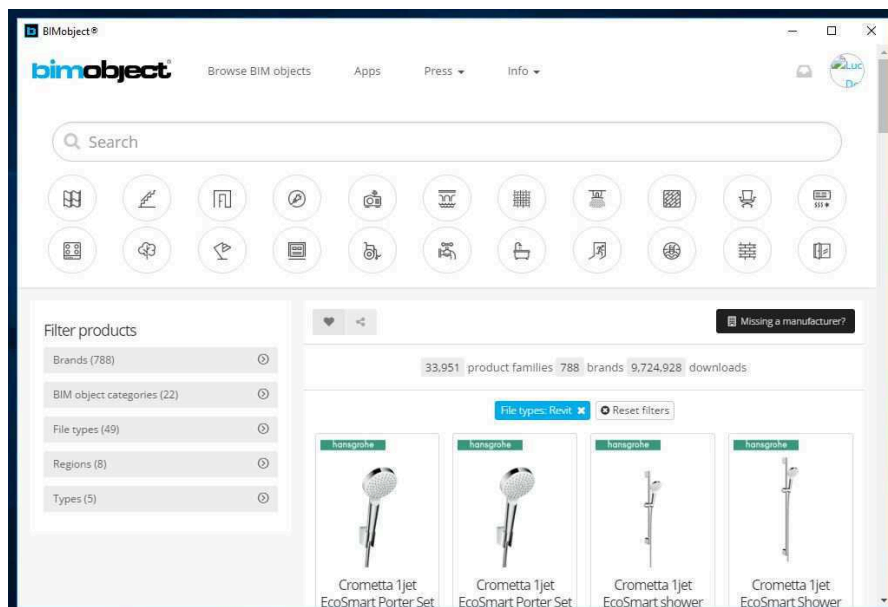 BIMobject®
bimobject®
Browse BIM objects
Apps
Press
Info
Luc
De
Search
Filter products
Brands (788)
BIM object categories (22)
File types (49)
Regions (8)
Types (5)
Missing a manufacturer?
33,951 product families 788 brands 9,724,928 downloads
File types: Revit
Reset filters
hansgrohe
hansgrohe
hansgrohe
hansgrohe
Crometta 1jet
EcoSmart Porter Set
Crometta 1jet
EcoSmart Porter Set
Crometta 1jet
EcoSmart shower
Crometta 1jet
EcoSmart Shower